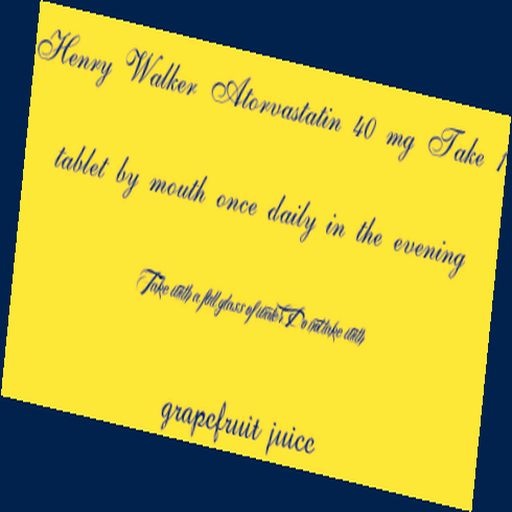 Henry Walker Atorvastatin 40 mg Take 1
tablet by mouth once daily in the evening
Take with a full glass of water. Do not take with
grapefruit juice